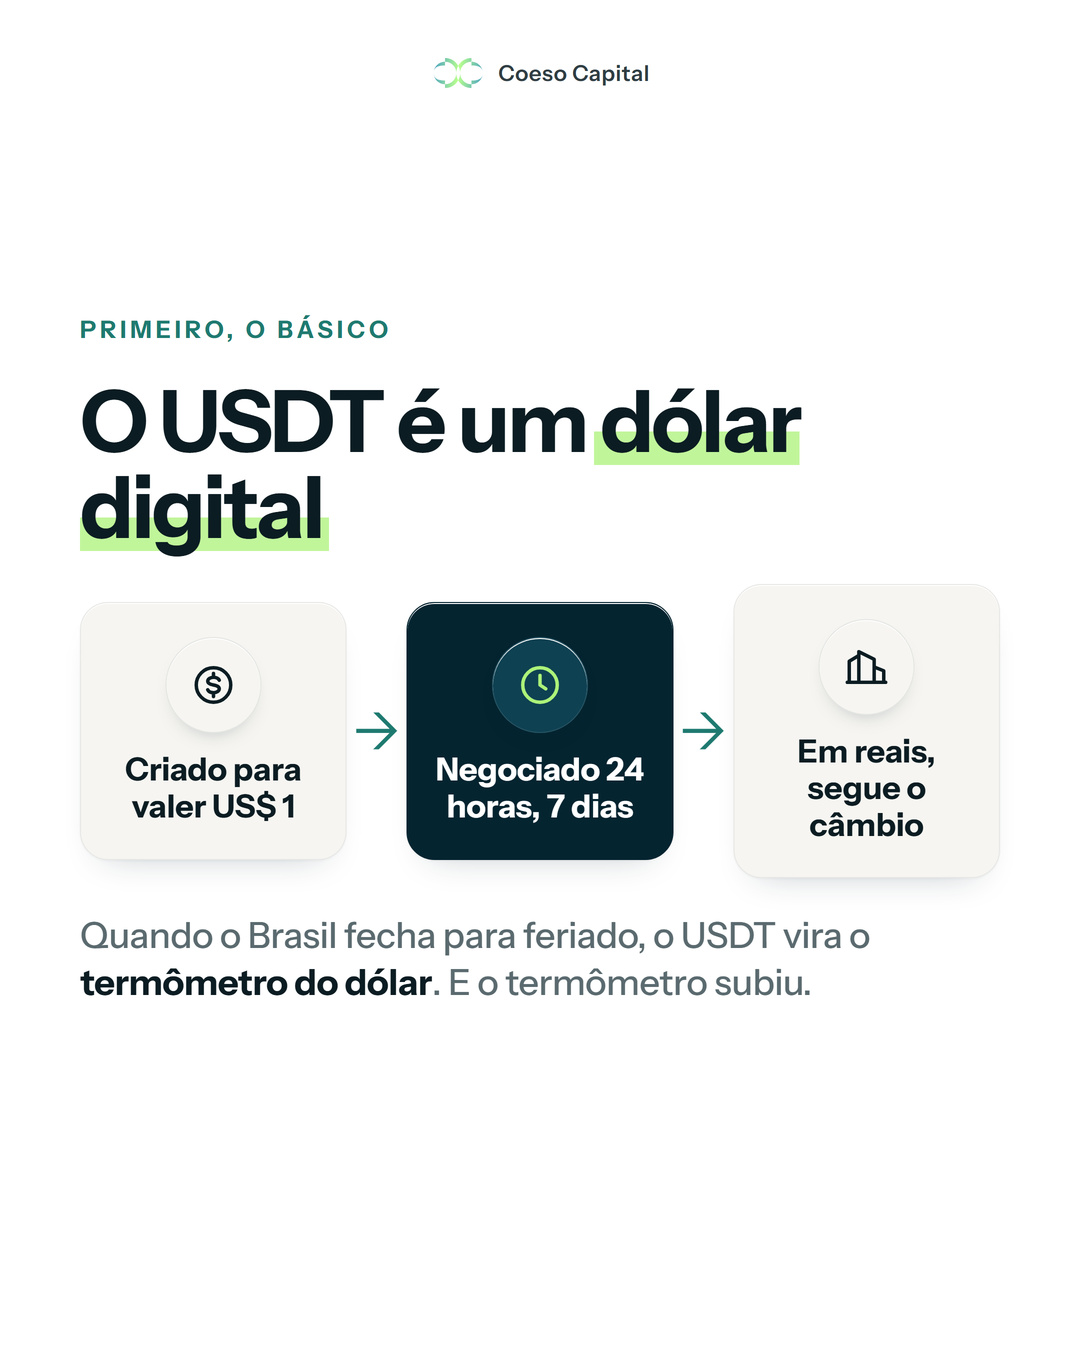 Coeso Capital
PRIMEIRO, O BÁSICO
O USDT é um dólar
digital
Criado para
valer US$ 1
Negociado 24
horas, 7 dias
Em reais,
segue o
câmbio
Quando o Brasil fecha para feriado, o USDT vira o
termômetro do dólar. E o termômetro subiu.